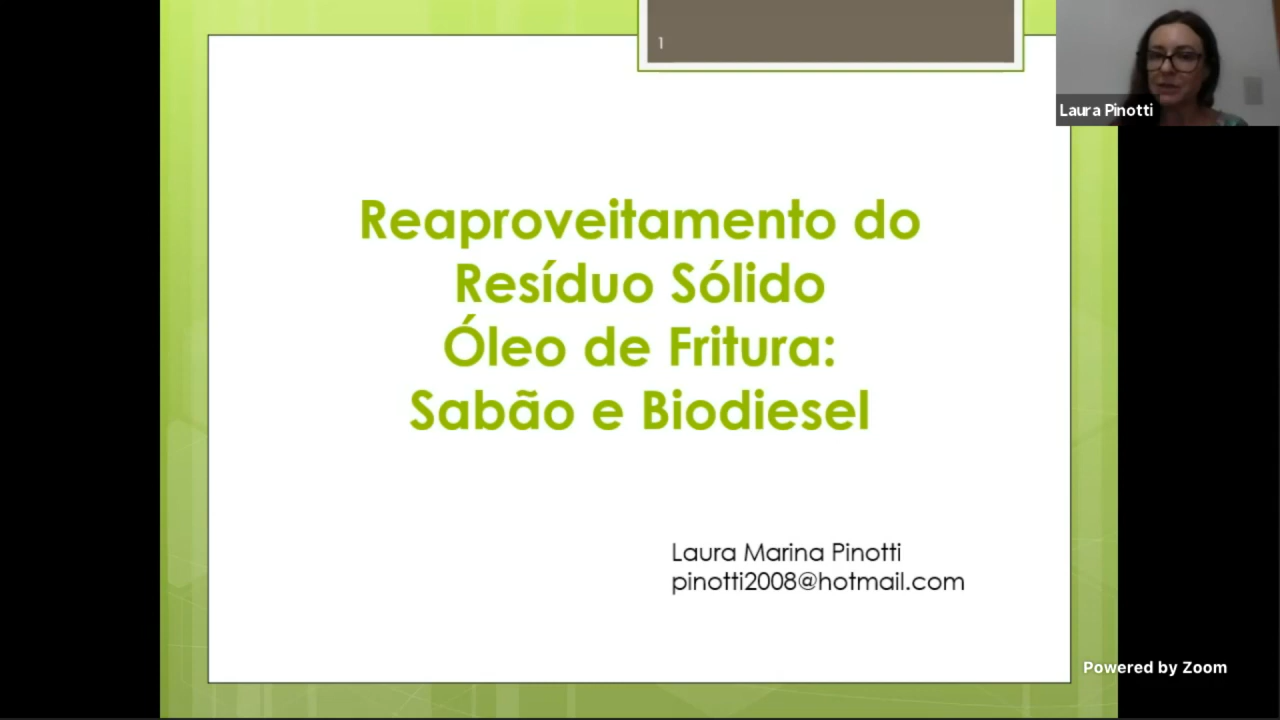 1
Laura Pinotti
Reaproveitamento do
Resíduo Sólido
Óleo de Fritura:
Sabão e Biodiesel
Laura Marina Pinotti
pinotti2008@hotmail.com
Powered by Zoom